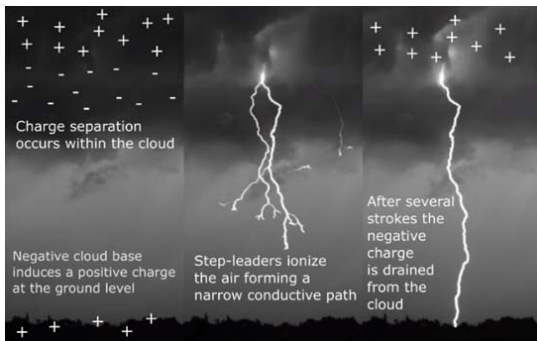 Charge separation
occurs within the cloud
Negative cloud base
induces a positive charge
at the ground level
Step-leaders ionize
the air forming a
narrow conductive path
After several
strokes the
negative
charge
is drained
from the
cloud